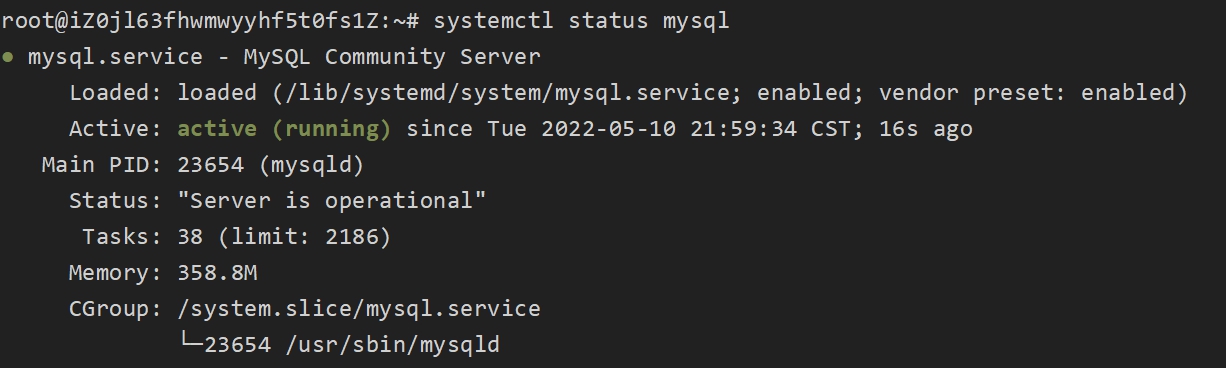 root@iZ0jl63fhwmwyyhf5t0fs1Z:~# systemctl status mysql
● mysql.service - MySQL Community Server
     Loaded: loaded (/lib/systemd/system/mysql.service; enabled; vendor preset: enabled)
     Active: active (running) since Tue 2022-05-10 21:59:34 CST; 16s ago
   Main PID: 23654 (mysqld)
     Status: "Server is operational"
      Tasks: 38 (limit: 2186)
     Memory: 358.8M
     CGroup: /system.slice/mysql.service
             └─23654 /usr/sbin/mysqld